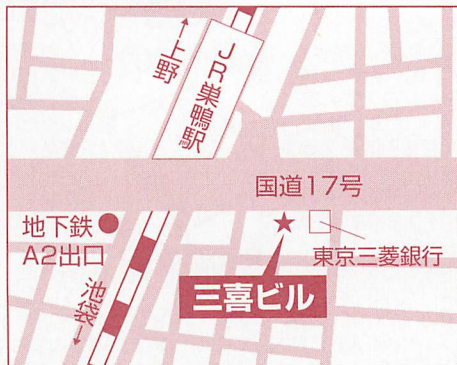 ←上野
JR巣鴨駅
国道17号
地下鉄
A2出口
東京三菱銀行
三喜ビル
池袋→